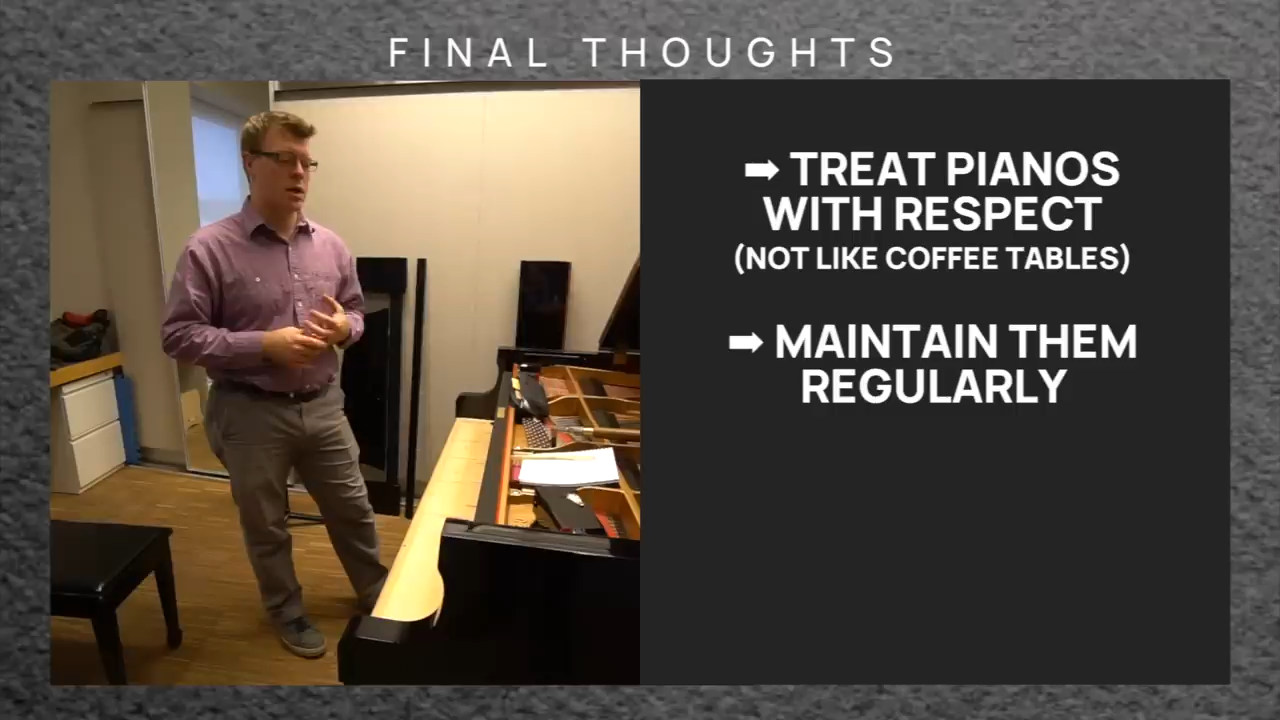 FINAL THOUGHTS
➡ TREAT PIANOS
WITH RESPECT
(NOT LIKE COFFEE TABLES)
➡ MAINTAIN THEM
REGULARLY